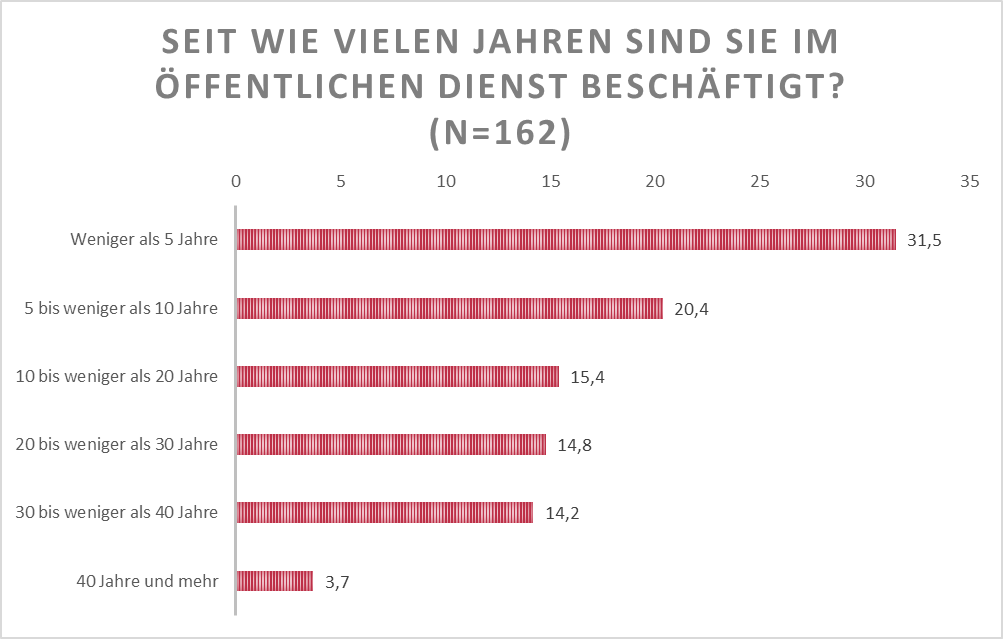 SEIT WIE VIELEN JAHREN SIND SIE IM
ÖFFENTLICHEN DIENST BESCHÄFTIGT?
(N=162)
0 5 10 15 20 25 30 35
Weniger als 5 Jahre 31,5
5 bis weniger als 10 Jahre 20,4
10 bis weniger als 20 Jahre 15,4
20 bis weniger als 30 Jahre 14,8
30 bis weniger als 40 Jahre 14,2
40 Jahre und mehr 3,7